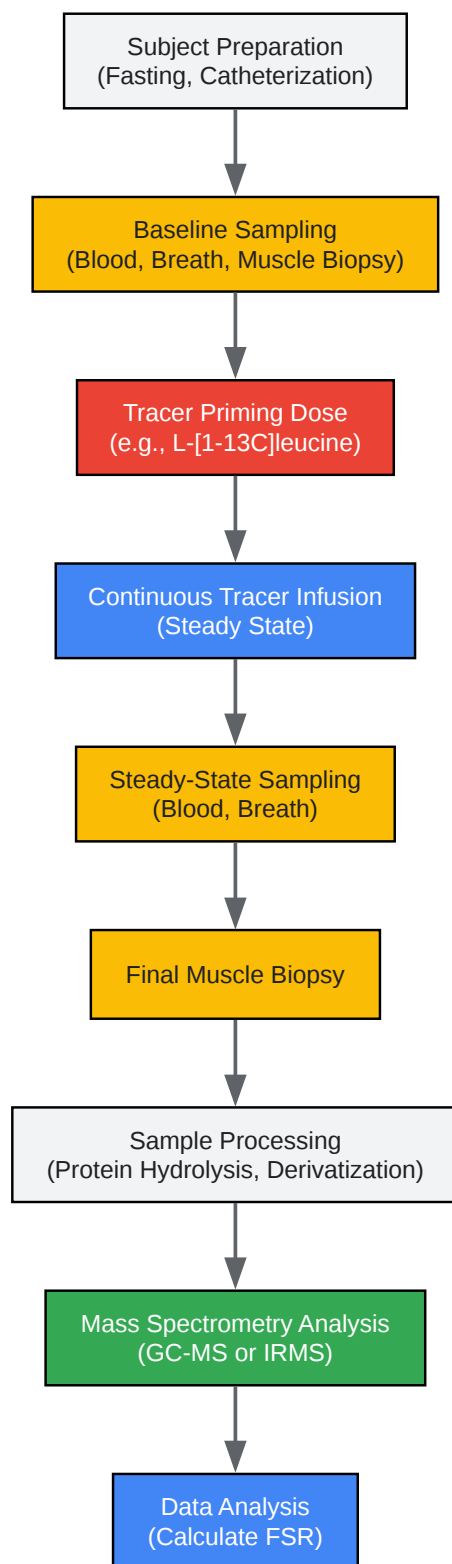 Subject Preparation
(Fasting, Catheterization)
Baseline Sampling
(Blood, Breath, Muscle Biopsy)
Tracer Priming Dose
(e.g., L-[1-13C]leucine)
Continuous Tracer Infusion
(Steady State)
Steady-State Sampling
(Blood, Breath)
Final Muscle Biopsy
Sample Processing
(Protein Hydrolysis, Derivatization)
Mass Spectrometry Analysis
(GC-MS or IRMS)
Data Analysis
(Calculate FSR)